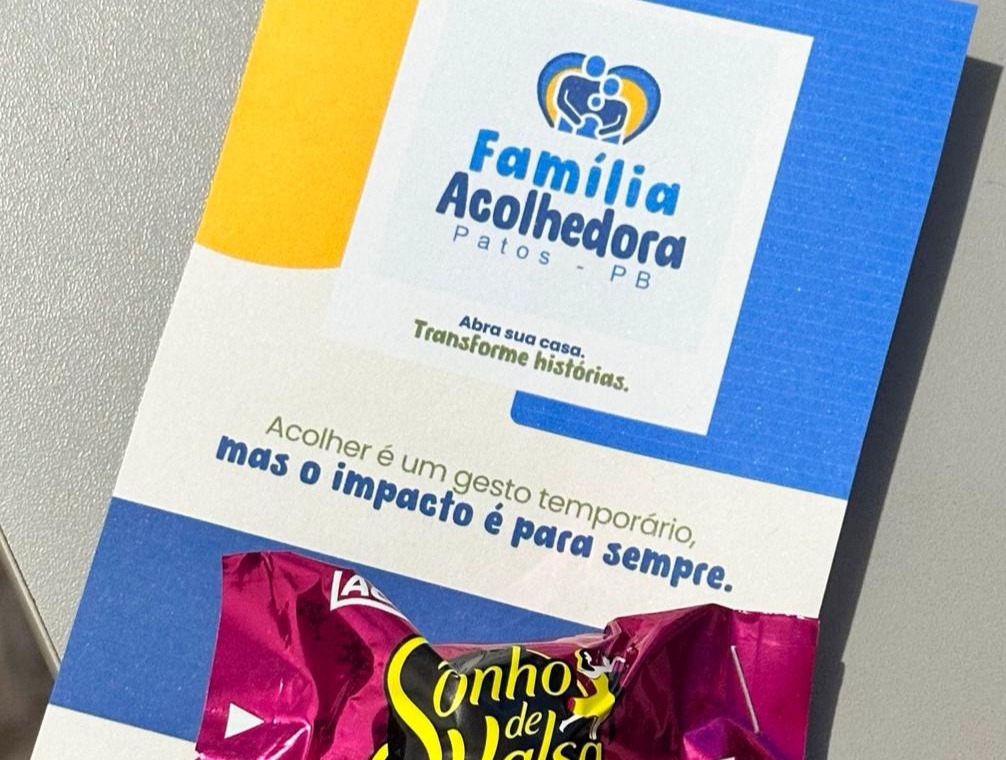 Família
Acolhedora
Patos - PB
Abra sua casa.
Transforme histórias.
Acolher é um gesto temporário,
mas o impacto é para sempre.
Sonho
de
Valsa